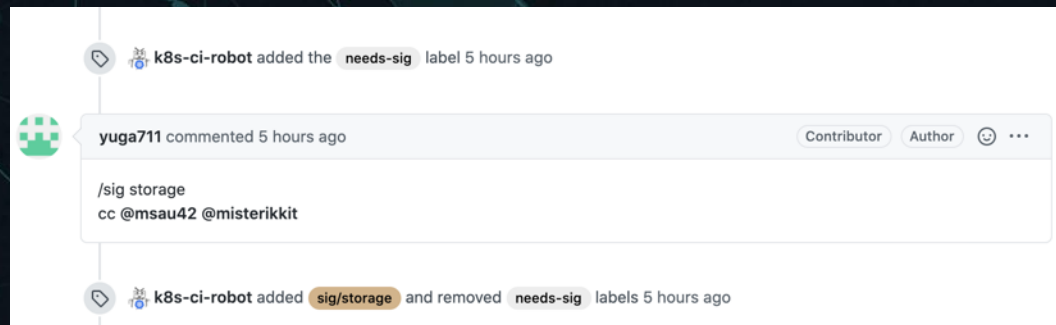 k8s-ci-robot added the needs-sig label 5 hours ago
yuga711 commented 5 hours ago Contributor Author
/sig storage
cc @msau42 @misterikkit
k8s-ci-robot added sig/storage and removed needs-sig labels 5 hours ago